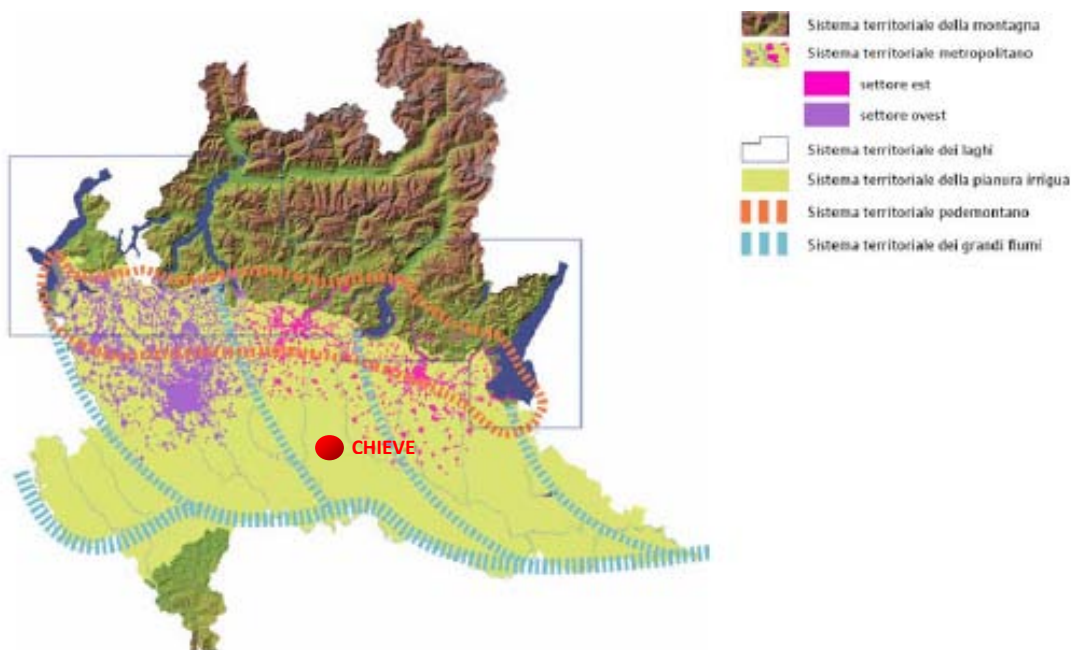 Sistema territoriale della montagna
Sistema territoriale metropolitano
settore est
settore ovest
Sistema territoriale dei laghi
Sistema territoriale della pianura irrigua
Sistema territoriale pedemontano
Sistema territoriale dei grandi fiumi
CHIEVE